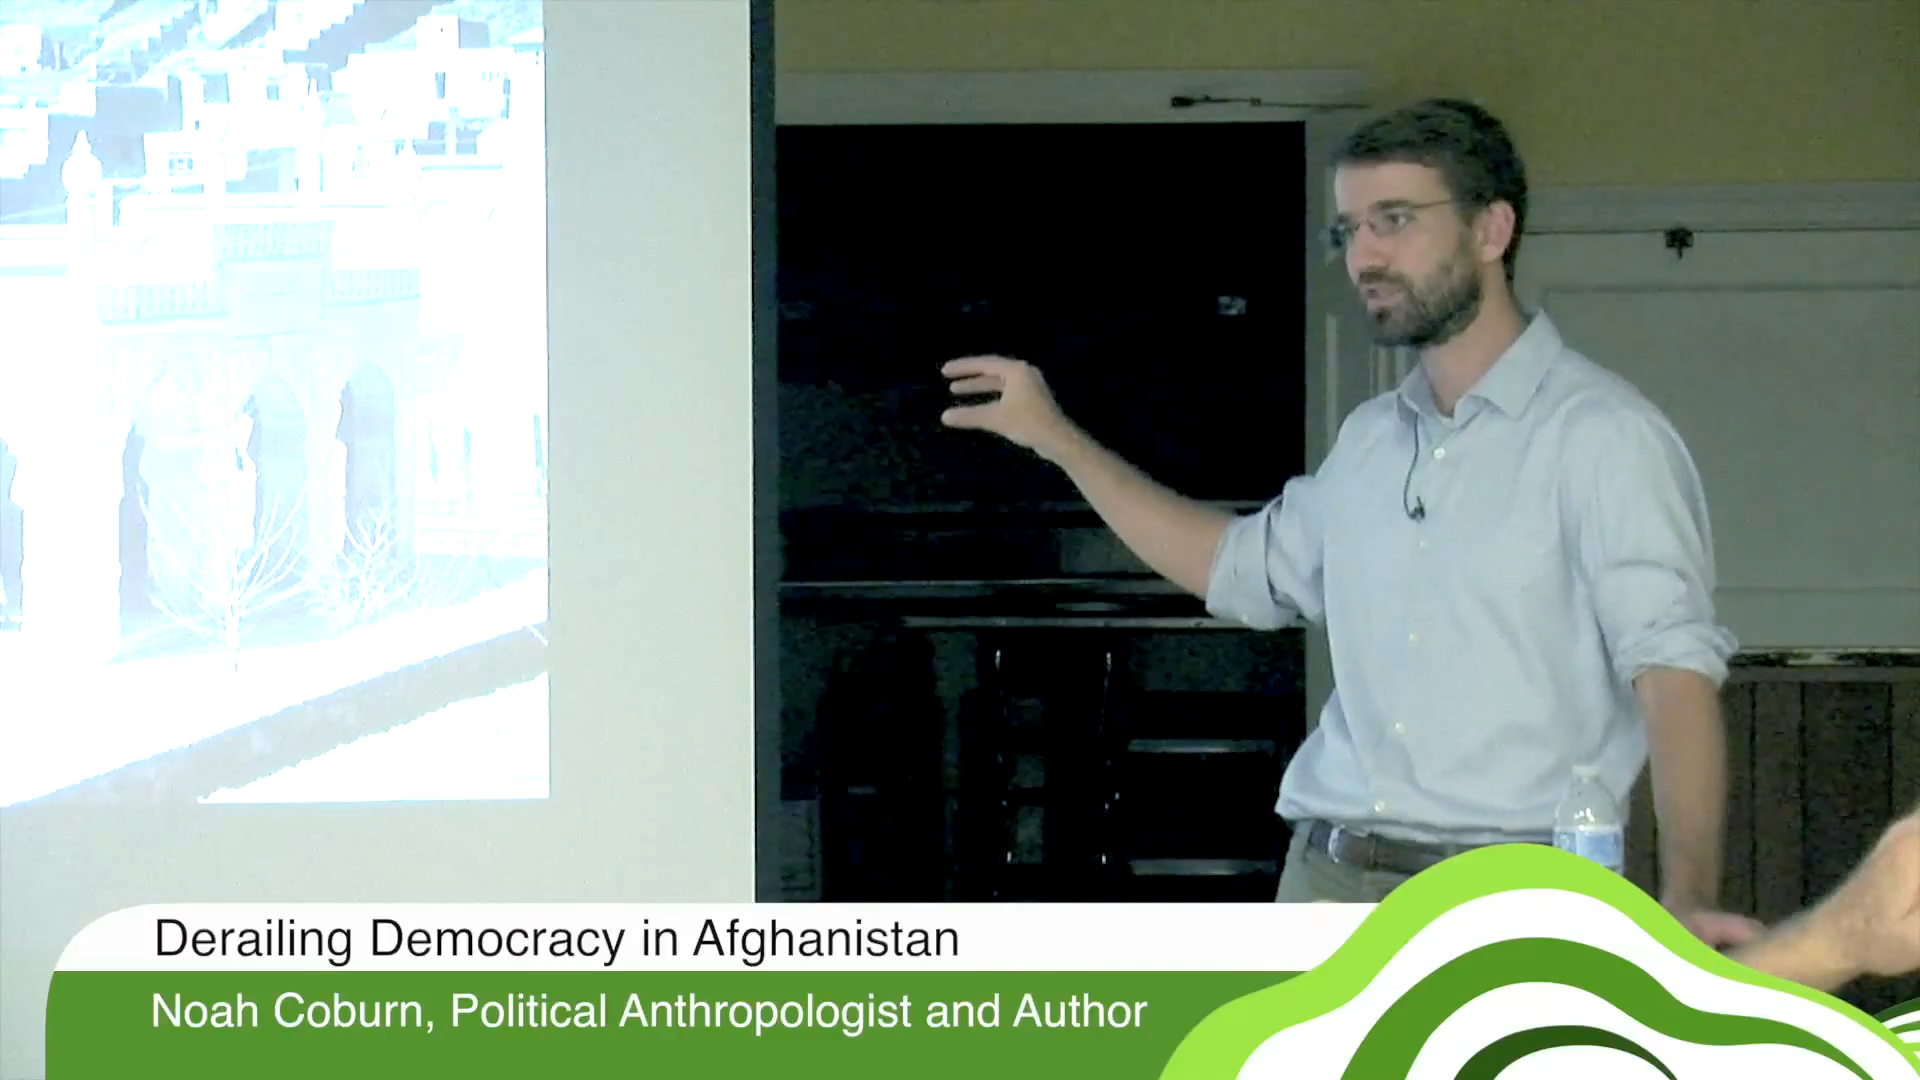 Derailing Democracy in Afghanistan
Noah Coburn, Political Anthropologist and Author